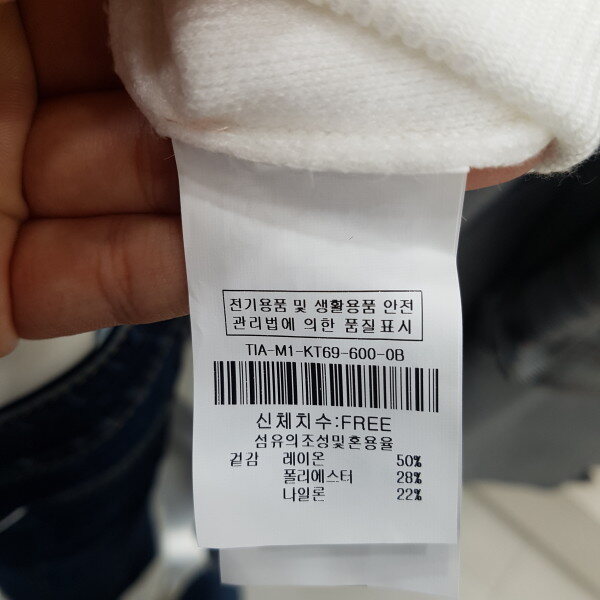 전기용품 및 생활용품 안전
관리법에 의한 품질표시
TIA-M1-KT69-600-0B
신체치수:FREE
섬유의조성및혼용율
겉감 레이온 50%
폴리에스터 28%
나일론 22%